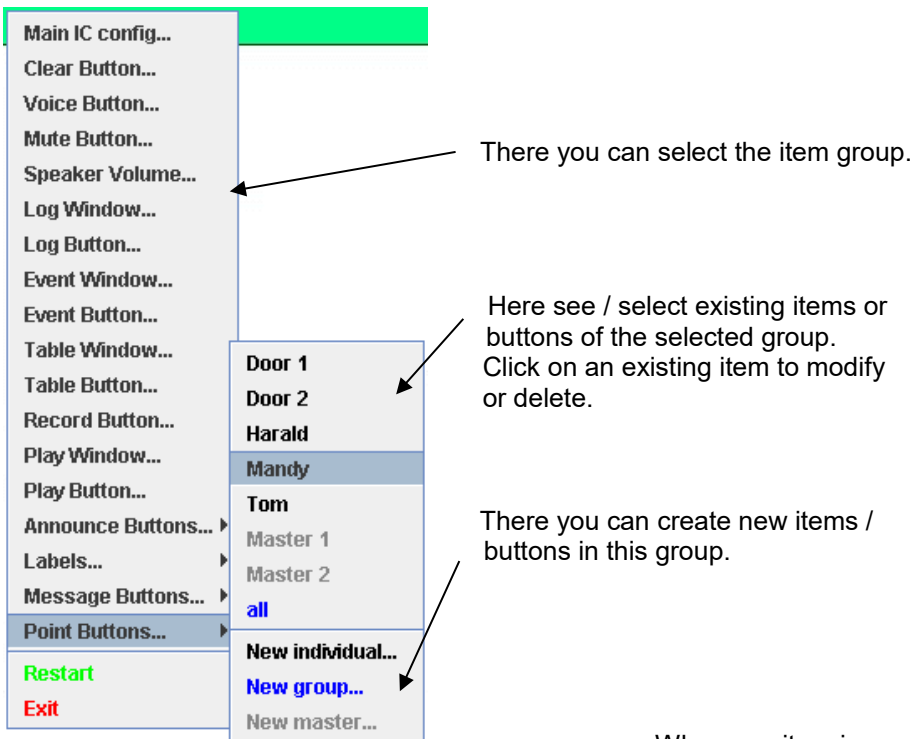 Main IC config...
Clear Button...
Voice Button...
Mute Button...
Speaker Volume...
Log Window...
Log Button...
Event Window...
Event Button...
Table Window...
Table Button...
Record Button...
Play Window...
Play Button...
Announce Buttons...
Labels...
Message Buttons...
Point Buttons...
Restart
Exit
Door 1
Door 2
Harald
Mandy
Tom
Master 1
Master 2
all
New individual...
New group...
New master...
There you can select the item group.
Here see / select existing items or
buttons of the selected group.
Click on an existing item to modify
or delete.
There you can create new items /
buttons in this group.